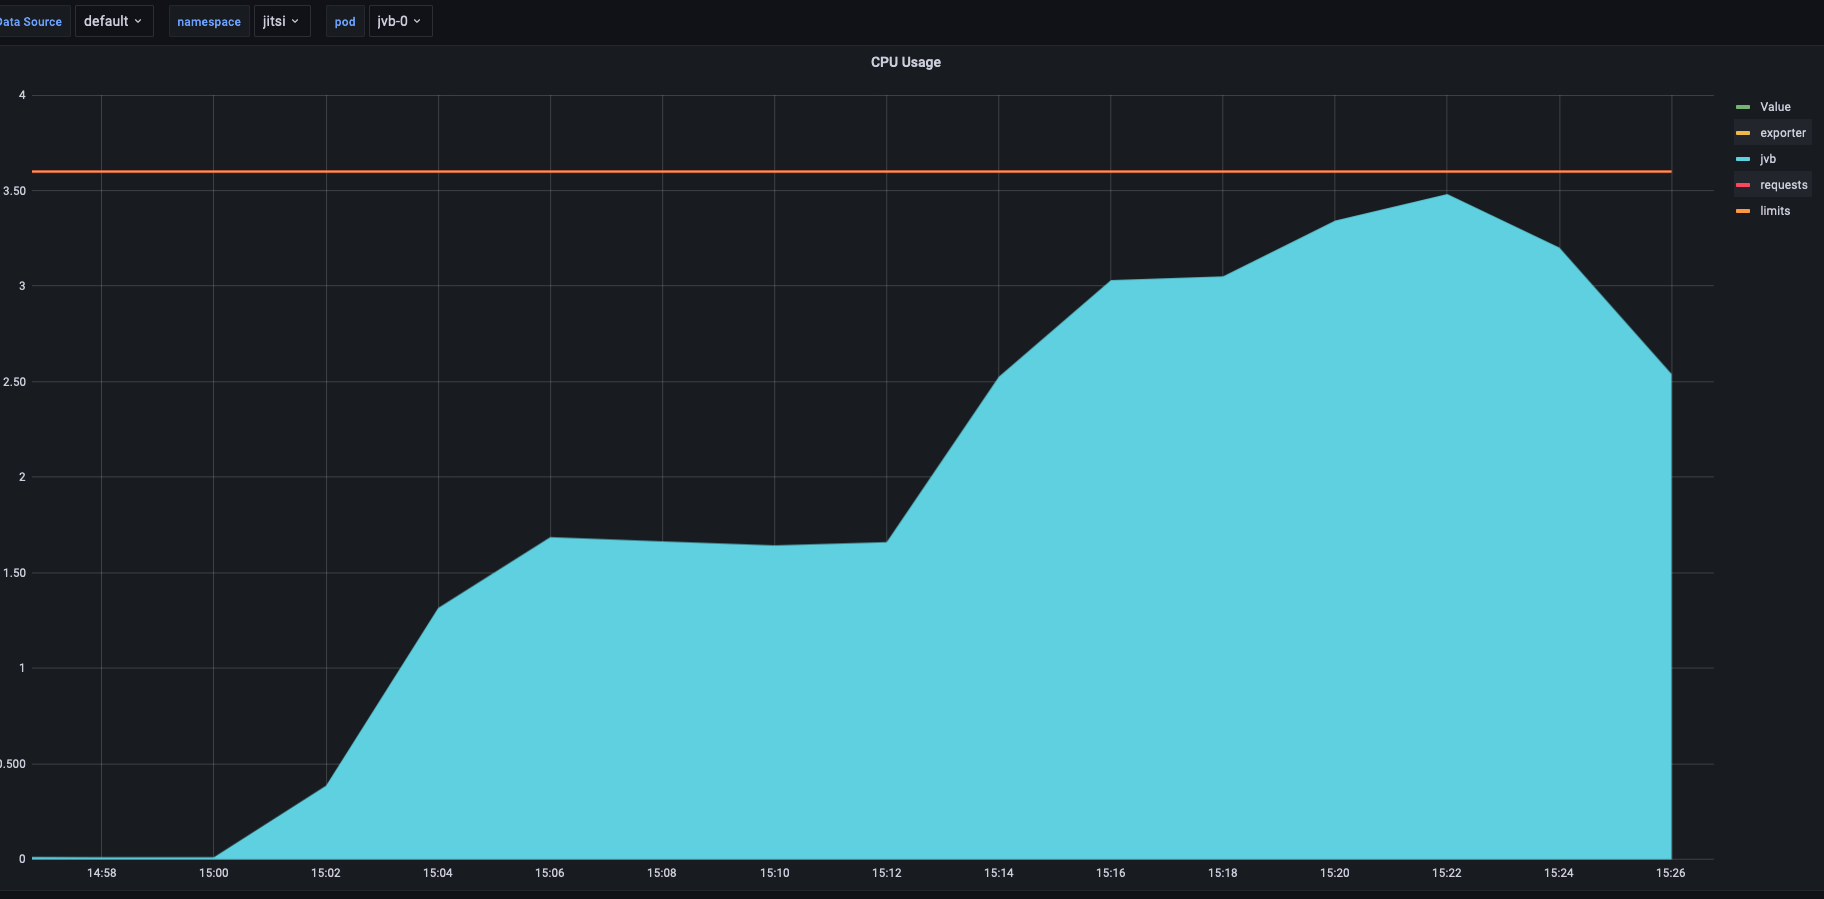 Data Source default namespace jitsi pod jvb-0
CPU Usage
4
3.50
3
2.50
2
1.50
1
0.500
0
14:58 15:00 15:02 15:04 15:06 15:08 15:10 15:12 15:14 15:16 15:18 15:20 15:22 15:24 15:26
Value
exporter
jvb
requests
limits